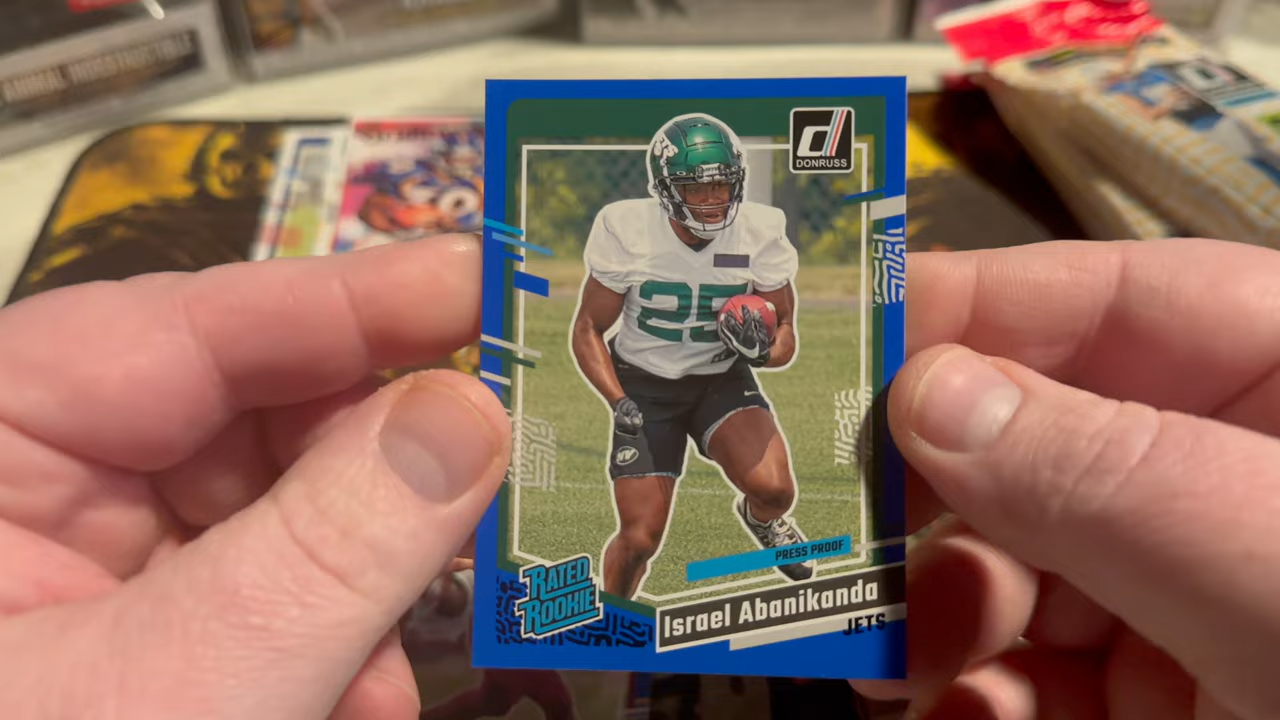 DONRUSS
25
PRESS PROOF
RATED
ROOKIE
Israel Abanikanda
JETS